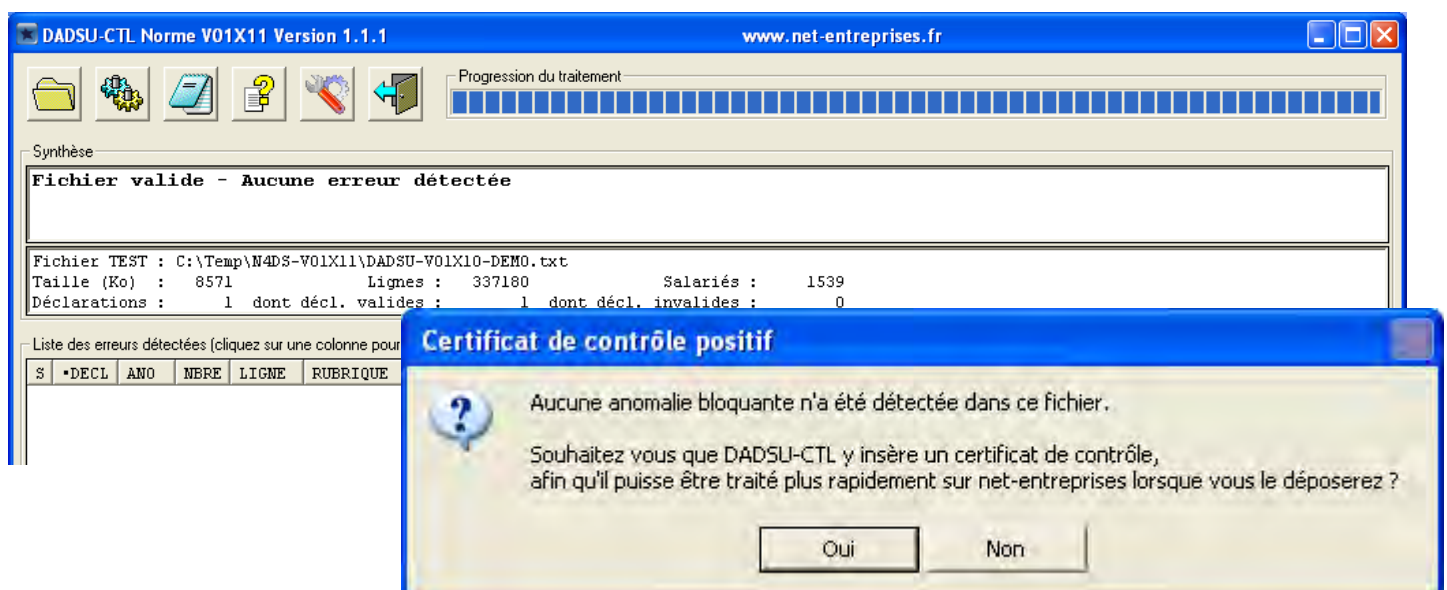 DADSU-CTL Norme V01X11 Version 1.1.1 www.net-entreprises.fr
Progression du traitement
Synthèse
Fichier valide - Aucune erreur détectée
Fichier TEST : C:\Temp\N4DS-V01X11\DADSU-V01X10-DEMO.txt
Taille (Ko) : 8571 Lignes : 337180 Salariés : 1539
Déclarations : 1 dont décl. valides : 1 dont décl. invalides : 0
Liste des erreurs détectées (cliquez sur une colonne pour
S •DECL ANO NBRE LIGNE RUBRIQUE
Certificat de contrôle positif
Aucune anomalie bloquante n'a été détectée dans ce fichier.
Souhaitez vous que DADSU-CTL y insère un certificat de contrôle,
afin qu'il puisse être traité plus rapidement sur net-entreprises lorsque vous le déposerez ?
Oui Non